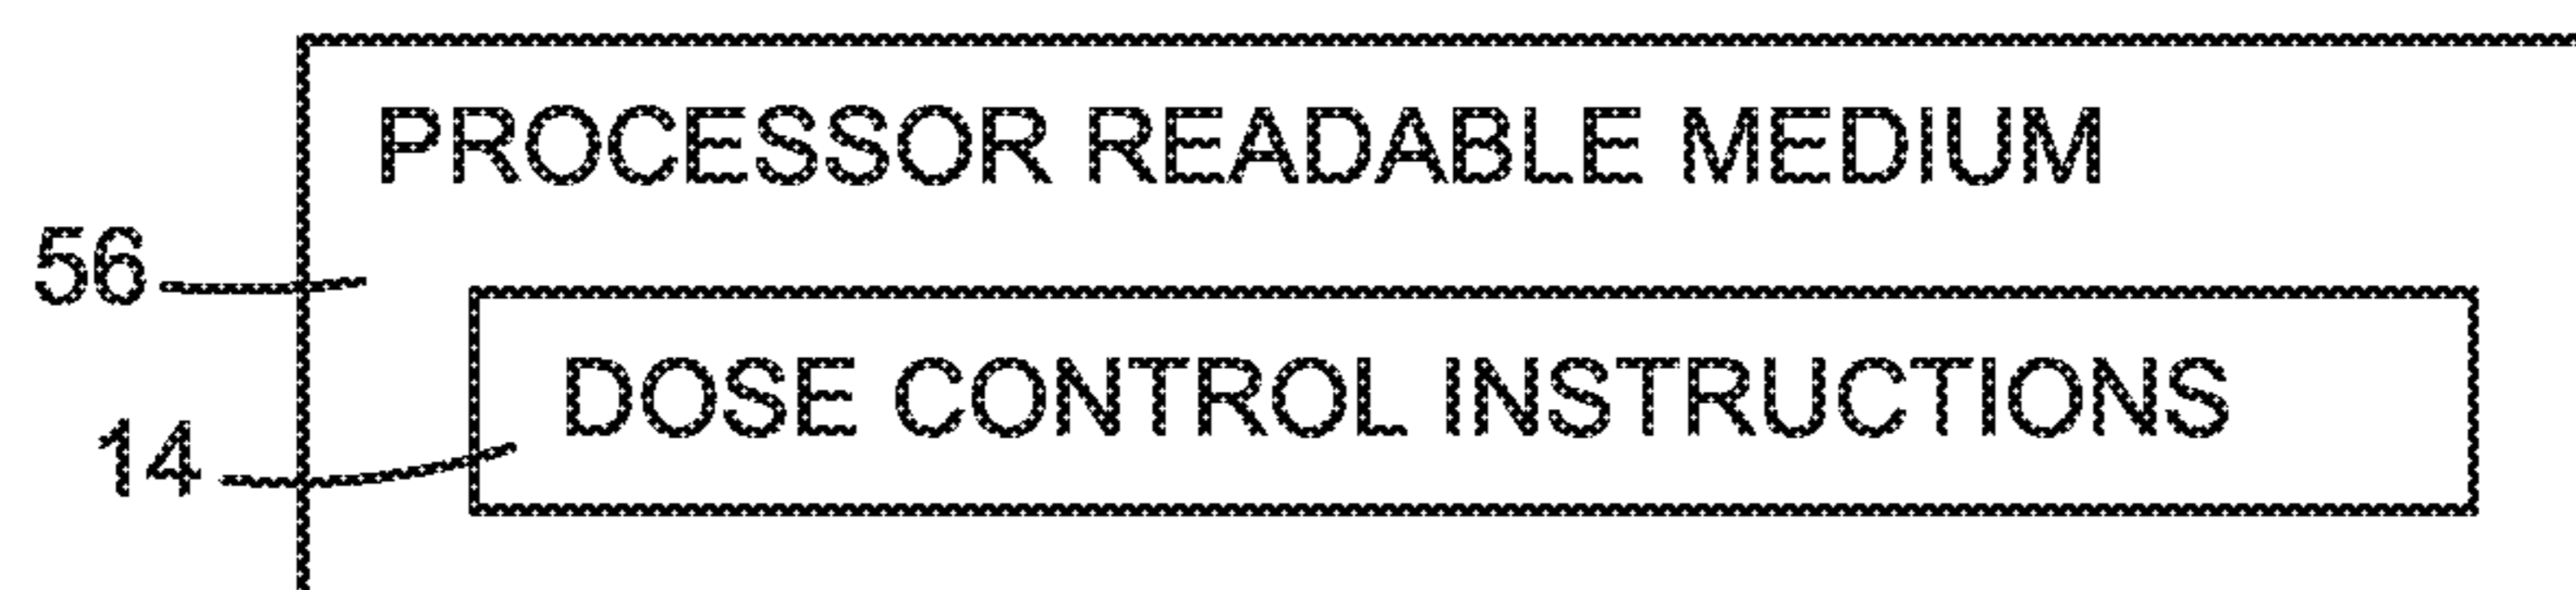 PROCESSOR READABLE MEDIUM
56
DOSE CONTROL INSTRUCTIONS
14